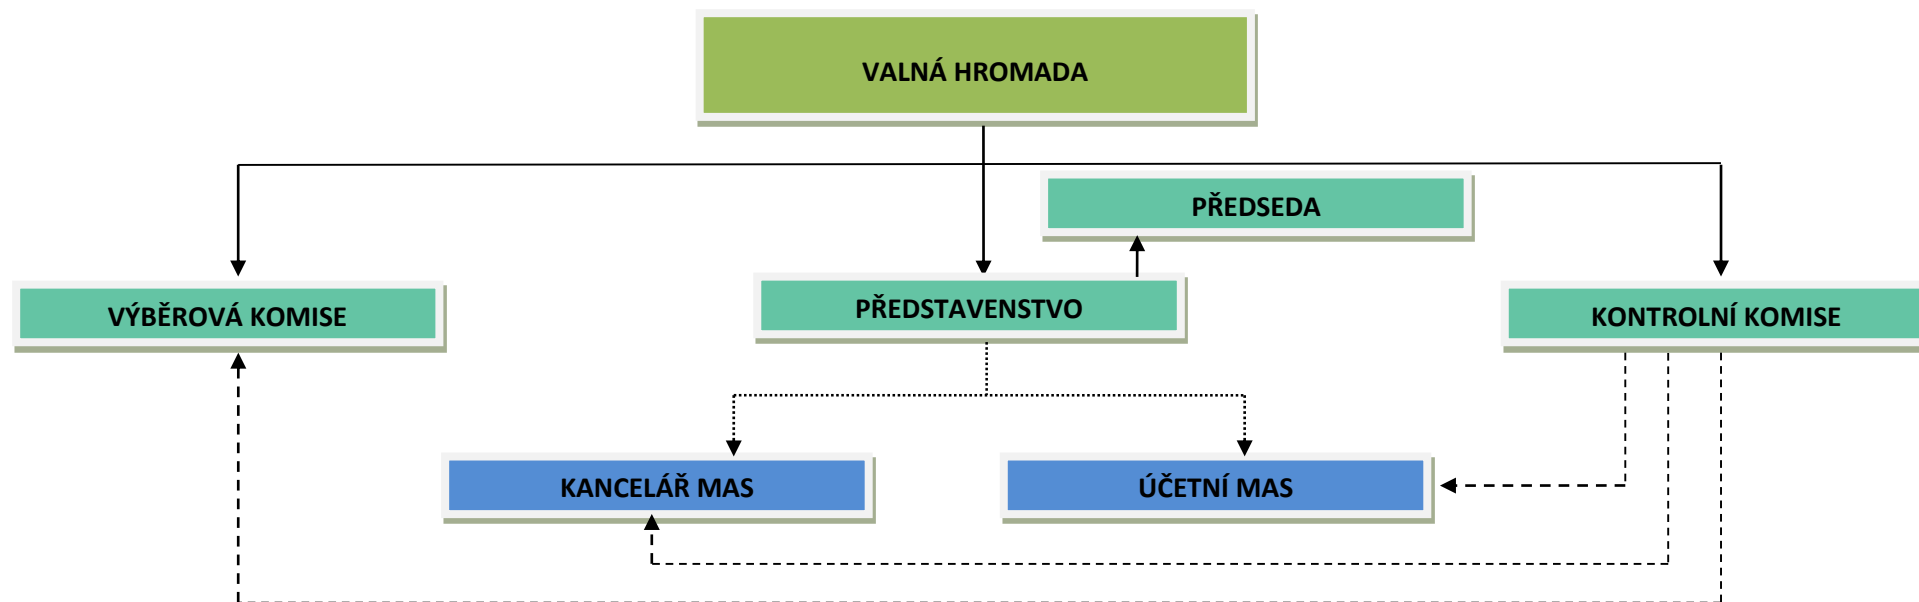 VALNÁ HROMADA
PŘEDSEDA
VÝBĚROVÁ KOMISE
PŘEDSTAVENSTVO
KONTROLNÍ KOMISE
KANCELÁŘ MAS
ÚČETNÍ MAS